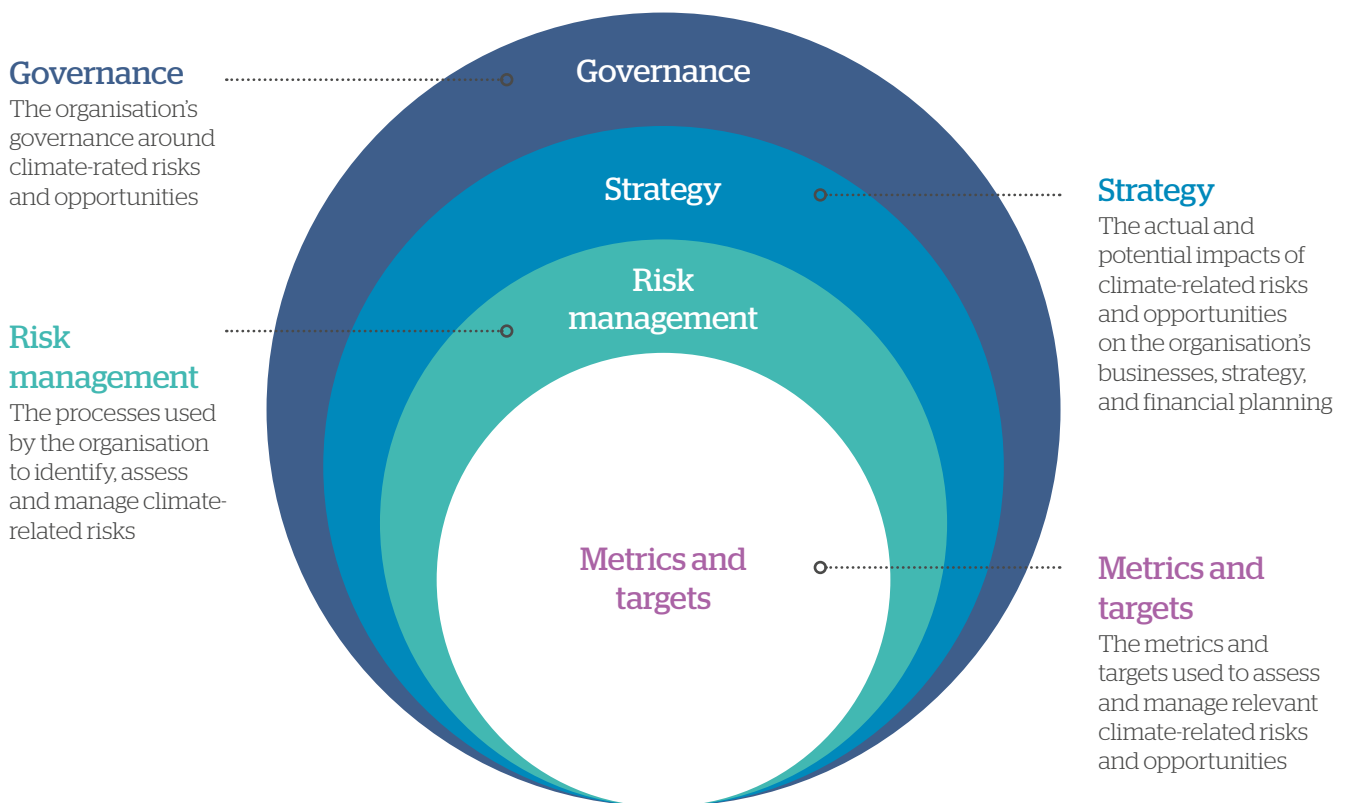 Governance
The organisation's
governance around
climate-rated risks
and opportunities
Risk
management
The processes used
by the organisation
to identify, assess
and manage climate-
related risks
Governance
Strategy
Risk
management
Metrics and
targets
Strategy
The actual and
potential impacts of
climate-related risks
and opportunities
on the organisation's
businesses, strategy,
and financial planning
Metrics and
targets
The metrics and
targets used to assess
and manage relevant
climate-related risks
and opportunities